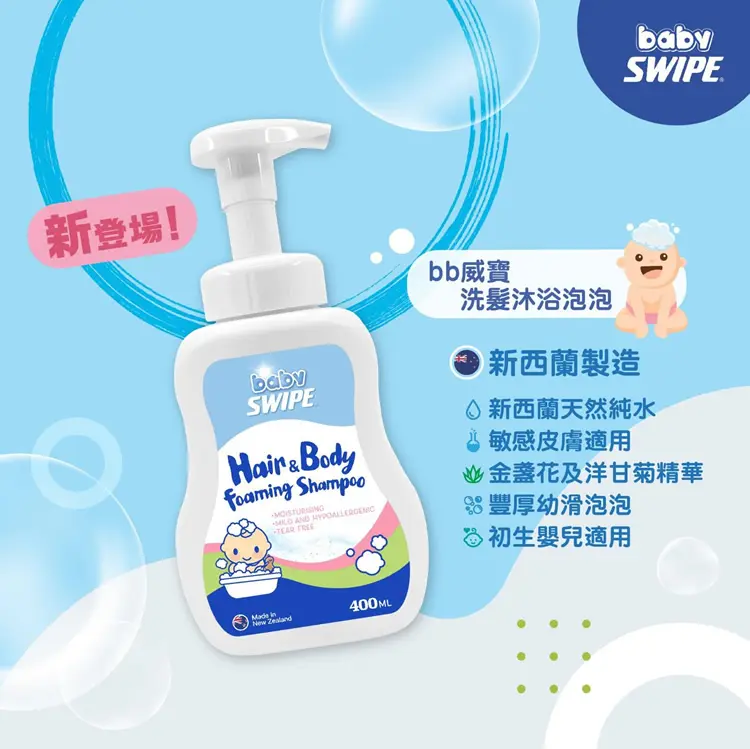 baby
SWIPE
新登場！
bb威寶
洗髮沐浴泡泡
新西蘭製造
新西蘭天然純水
敏感皮膚適用
金盞花及洋甘菊精華
豐厚幼滑泡泡
初生嬰兒適用
baby
SWIPE
Hair & Body
Foaming Shampoo
•MOISTURISING
•MILD AND HYPOALLERGENIC
•TEAR FREE
Made in
New Zealand
400ML